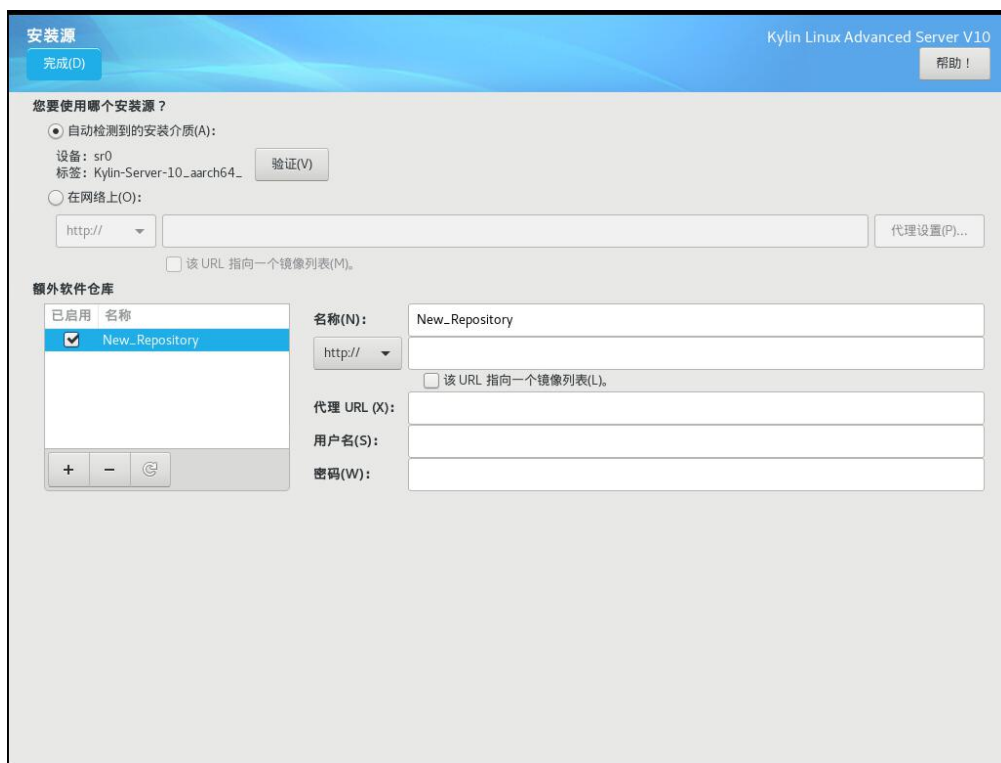 安装源
Kylin Linux Advanced Server V10
完成(D)
帮助！
您要使用哪个安装源？
自动检测到的安装介质(A)：
设备：sr0
标签：Kylin-Server-10_aarch64_
验证(V)
在网络上(O)：
http://
代理设置(P)...
该 URL 指向一个镜像列表(M)。
额外软件仓库
已启用 名称
New_Repository
名称(N)：
New_Repository
http://
该 URL 指向一个镜像列表(L)。
代理 URL (X)：
用户名(S)：
密码(W)：